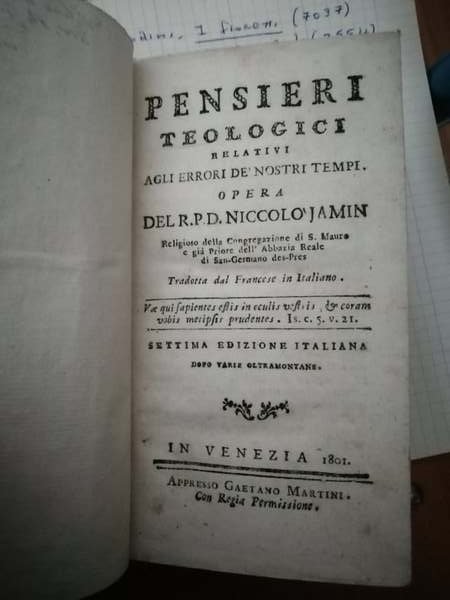 I fioretti (7037)
PENSIERI
TEOLOGICI
RELATIVI
AGLI ERRORI DE' NOSTRI TEMPI.
OPERA
DEL R.P.D. NICCOLO' JAMIN
Religioso della Congregazione di S. Mauro
e già Priore dell' Abbazia Reale
di San-Germano des-Pres
Tradotta dal Francese in Italiano.
Væ qui sapientes estis in oculis vestris, & coram
vobis metipsis prudentes. Is. c. 5. v. 21.
SETTIMA EDIZIONE ITALIANA
DOPO VARIE OLTRAMONTANE.
IN VENEZIA 1801.
APPRESSO GAETANO MARTINI.
Con Regia Permissione.